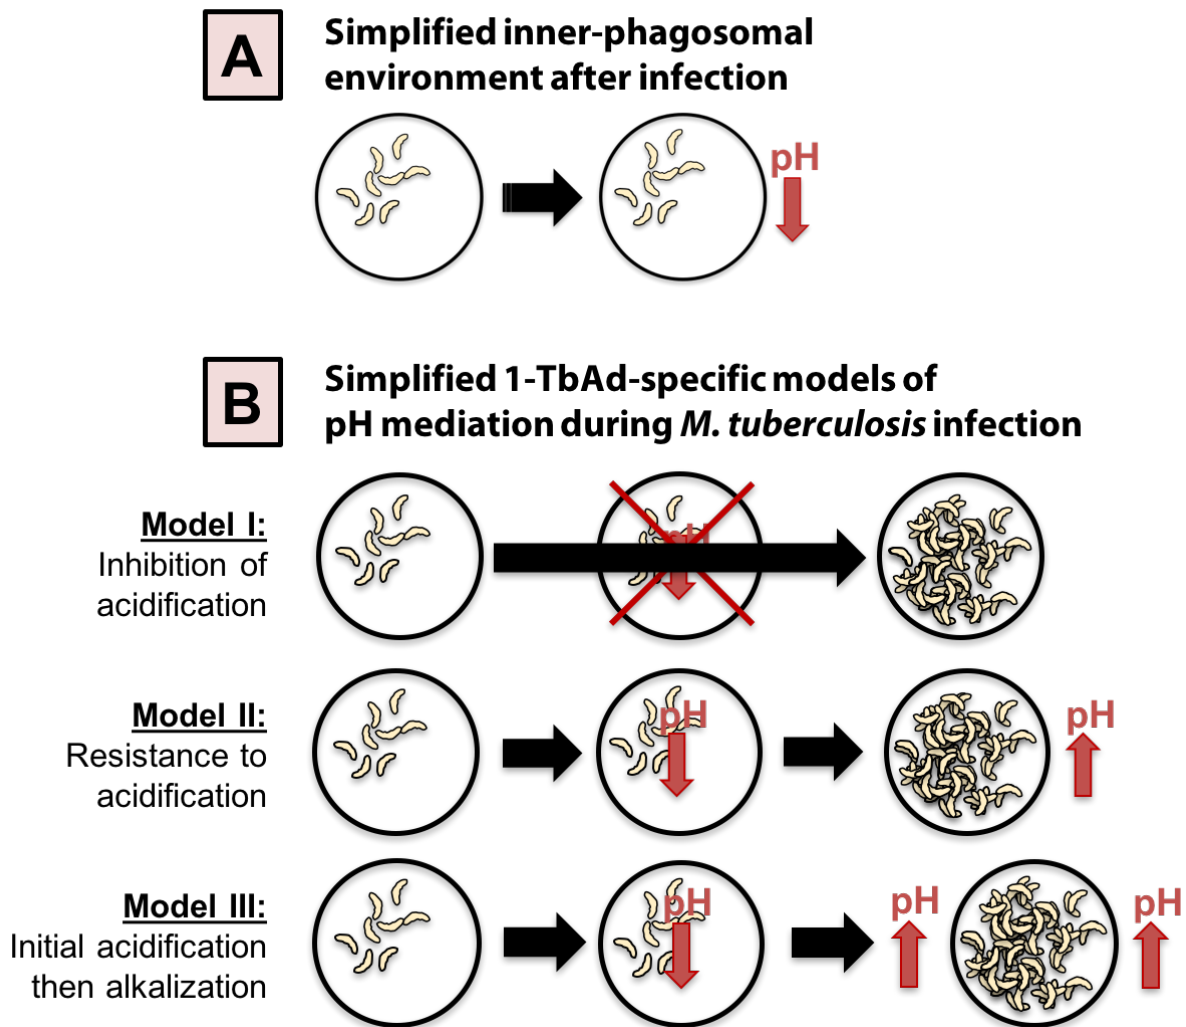 A
Simplified inner-phagosomal
environment after infection
pH
B
Simplified 1-TbAd-specific models of
pH mediation during M. tuberculosis infection
Model I:
Inhibition of
acidification
pH
Model II:
Resistance to
acidification
pH
pH
Model III:
Initial acidification
then alkalization
pH
pH
pH